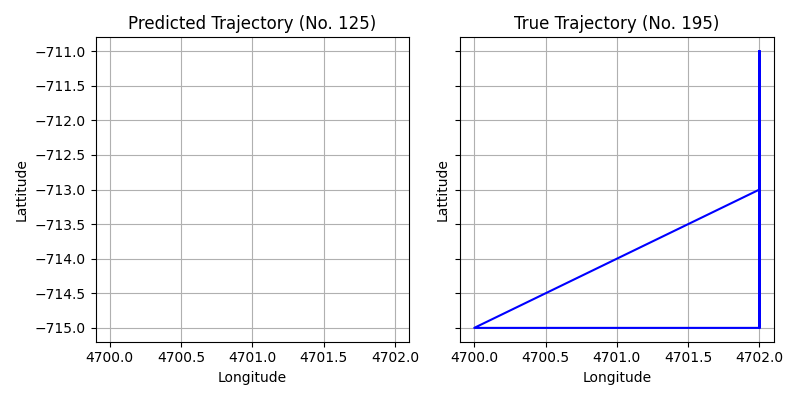 Predicted Trajectory (No. 125)
True Trajectory (No. 195)
Lattitude
−711.0
−711.5
−712.0
−712.5
−713.0
−713.5
−714.0
−714.5
−715.0
4700.0 4700.5 4701.0 4701.5 4702.0
Longitude
Lattitude
4700.0 4700.5 4701.0 4701.5 4702.0
Longitude